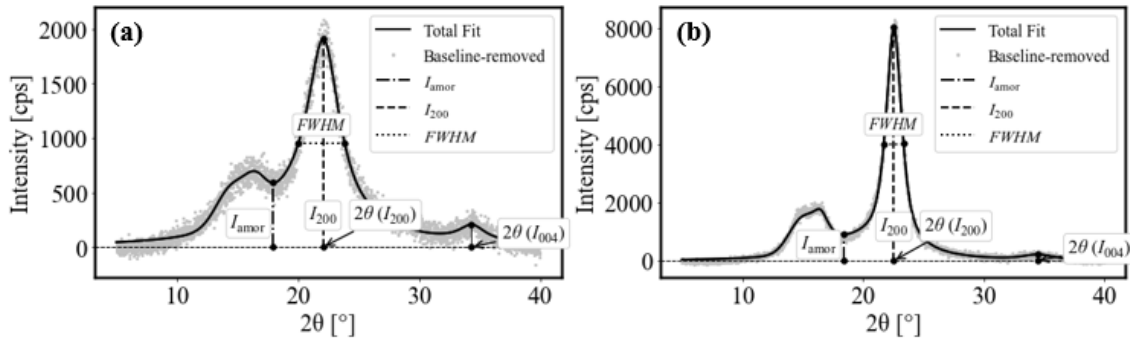 (a)
Total Fit
Baseline-removed
I_amor
I_200
FWHM
FWHM
I_amor
I_200
2θ (I_200)
2θ (I_004)
Intensity [cps]
2000
1500
1000
500
0
10
20
30
40
2θ [°]
(b)
Total Fit
Baseline-removed
I_amor
I_200
FWHM
FWHM
I_amor
I_200
2θ (I_200)
2θ (I_004)
Intensity [cps]
8000
6000
4000
2000
0
10
20
30
40
2θ [°]